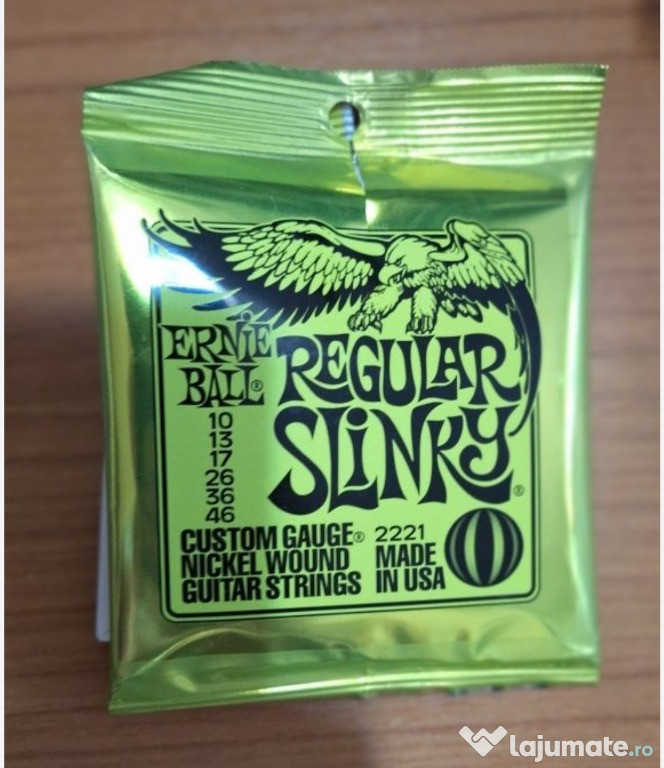 ERNIE
BALL®
REGULAR
SLINKY®
10
13
17
26
36
46
CUSTOM GAUGE®
NICKEL WOUND
GUITAR STRINGS
2221
MADE
IN USA
lajumate.ro